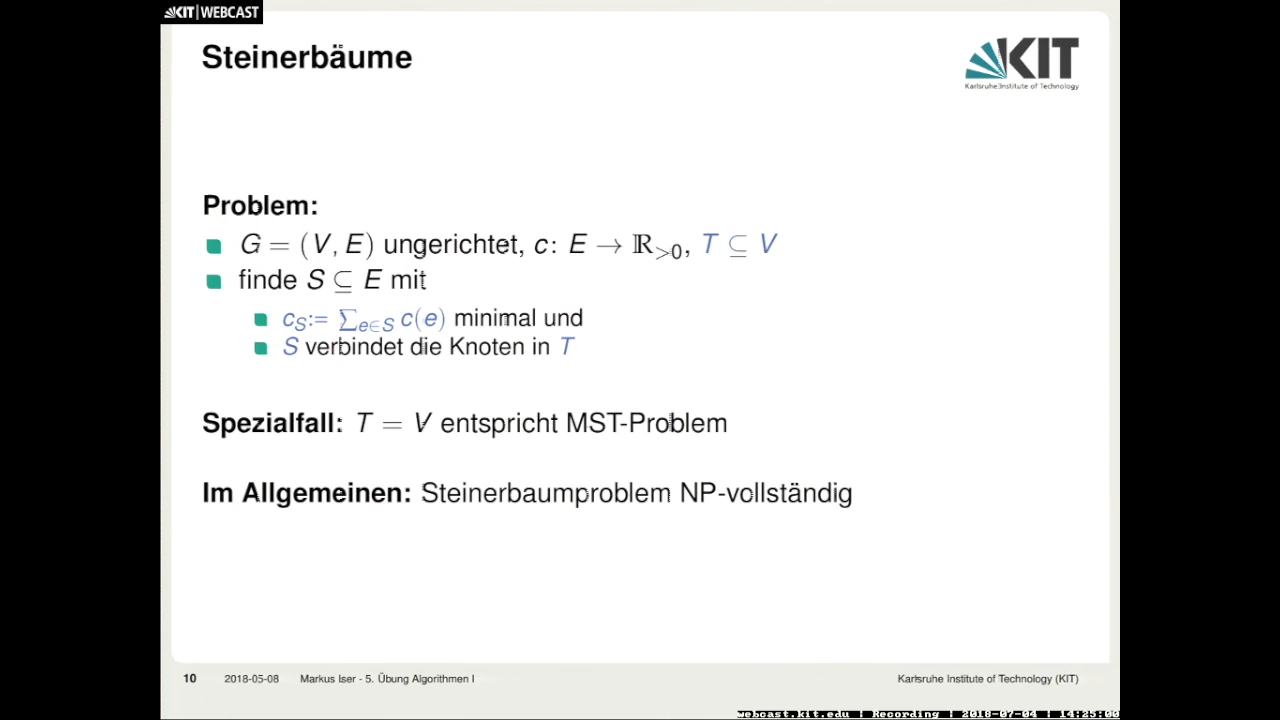 KIT | WEBCAST
Steinerbäume
KIT
Karlsruhe Institute of Technology
Problem:
G = (V, E) ungerichtet, c: E → ℝ>0, T ⊆ V
finde S ⊆ E mit
cS := ∑e∈S c(e) minimal und
S verbindet die Knoten in T
Spezialfall: T = V entspricht MST-Problem
Im Allgemeinen: Steinerbaumproblem NP-vollständig
10 2018-05-08 Markus Iser - 5. Übung Algorithmen I Karlsruhe Institute of Technology (KIT)
webcast.kit.edu | Recording | 2018-07-04 | 14:25:00